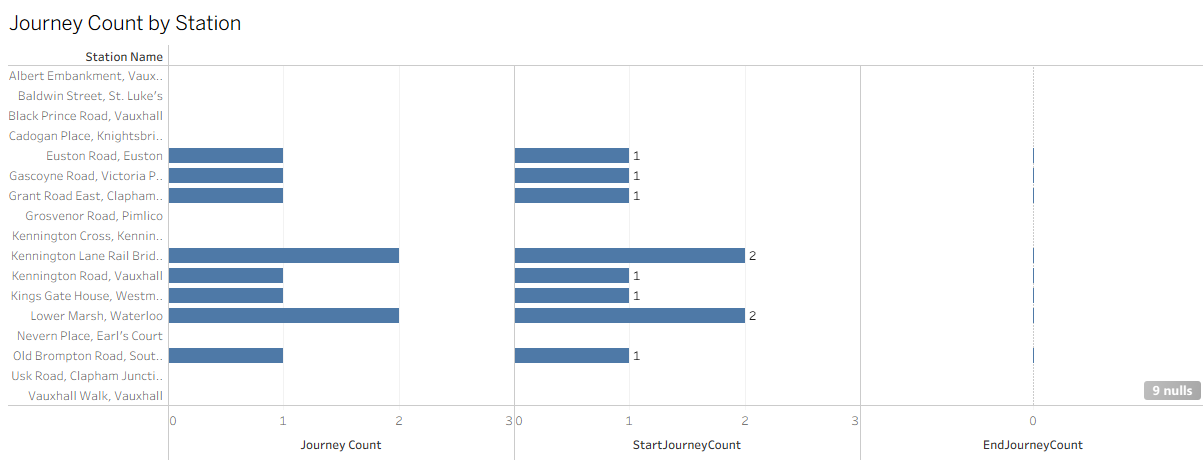 Journey Count by Station
Station Name
Albert Embankment, Vaux..
Baldwin Street, St. Luke's
Black Prince Road, Vauxhall
Cadogan Place, Knightsbri..
Euston Road, Euston 1
Gascoyne Road, Victoria P.. 1
Grant Road East, Clapham.. 1
Grosvenor Road, Pimlico
Kennington Cross, Kennin..
Kennington Lane Rail Brid.. 2
Kennington Road, Vauxhall 1
Kings Gate House, Westm.. 1
Lower Marsh, Waterloo 2
Nevern Place, Earl's Court
Old Brompton Road, Sout.. 1
Usk Road, Clapham Juncti..
Vauxhall Walk, Vauxhall
9 nulls
0 1 2 3 0 1 2 3 0
Journey Count StartJourneyCount EndJourneyCount